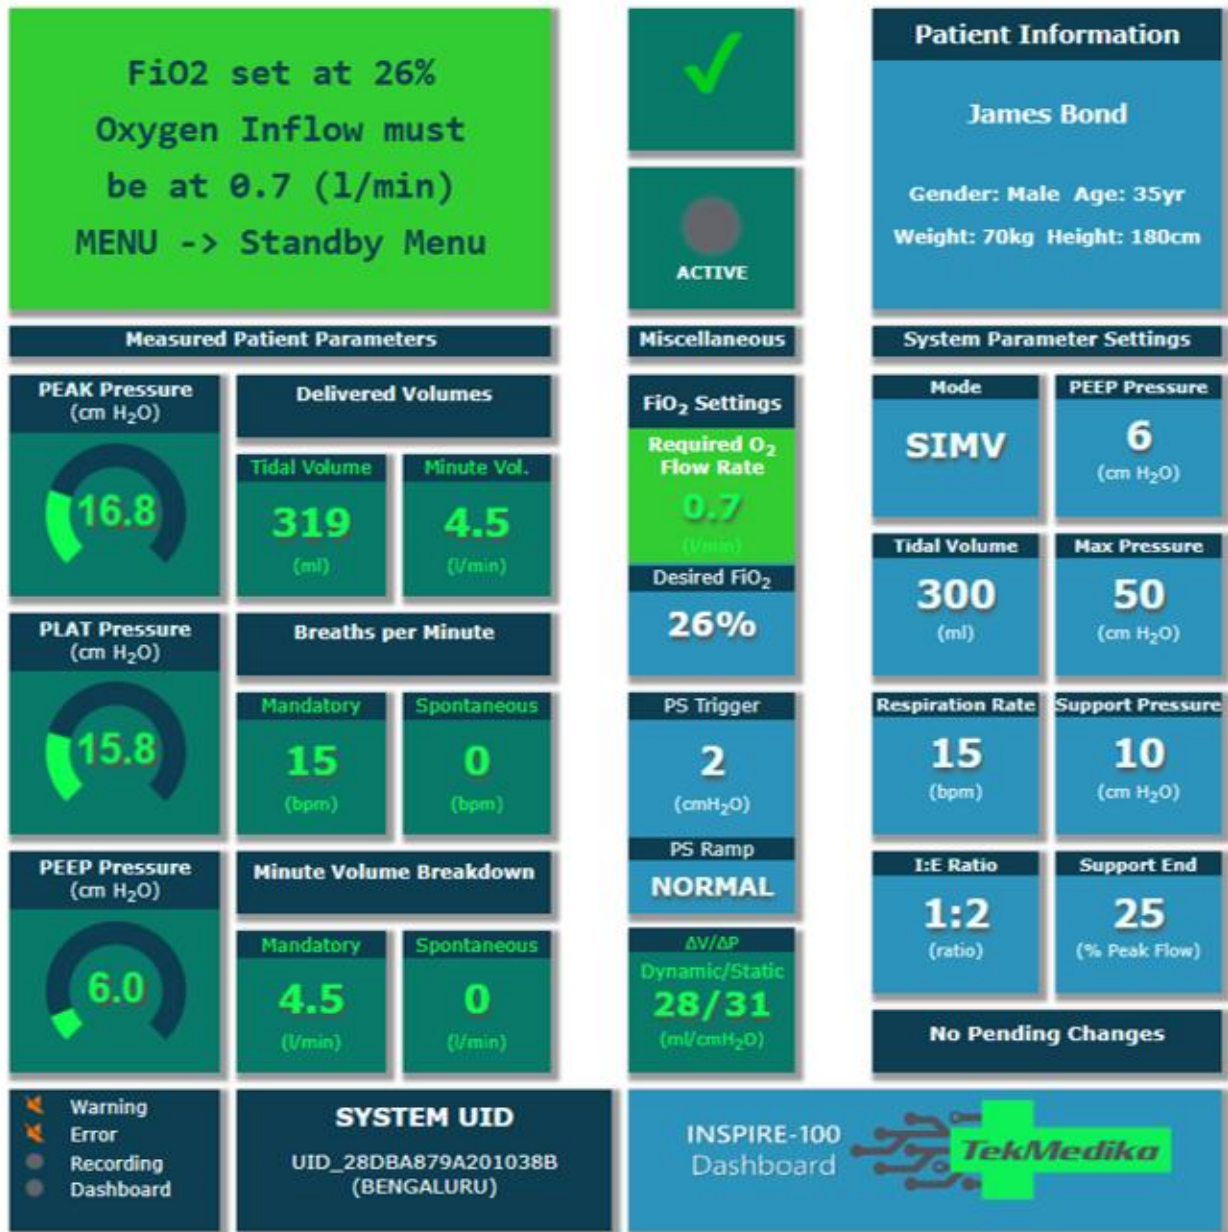 FiO2 set at 26%
Oxygen Inflow must
be at 0.7 (l/min)
MENU -> Standby Menu
ACTIVE
Patient Information
James Bond
Gender: Male Age: 35yr
Weight: 70kg Height: 180cm
Measured Patient Parameters
Miscellaneous
System Parameter Settings
PEAK Pressure
(cm H₂O)
16.8
Delivered Volumes
Tidal Volume
319
(ml)
Minute Vol.
4.5
(l/min)
PLAT Pressure
(cm H₂O)
15.8
Breaths per Minute
Mandatory
15
(bpm)
Spontaneous
0
(bpm)
PEEP Pressure
(cm H₂O)
6.0
Minute Volume Breakdown
Mandatory
4.5
(l/min)
Spontaneous
0
(l/min)
FiO₂ Settings
Required O₂
Flow Rate
0.7
(l/min)
Desired FiO₂
26%
PS Trigger
2
(cmH₂O)
PS Ramp
NORMAL
ΔV/ΔP
Dynamic/Static
28/31
(ml/cmH₂O)
Mode
SIMV
PEEP Pressure
6
(cm H₂O)
Tidal Volume
300
(ml)
Max Pressure
50
(cm H₂O)
Respiration Rate
15
(bpm)
Support Pressure
10
(cm H₂O)
I:E Ratio
1:2
(ratio)
Support End
25
(% Peak Flow)
No Pending Changes
Warning
Error
Recording
Dashboard
SYSTEM UID
UID_28DBA879A201038B
(BENGALURU)
INSPIRE-100
Dashboard
TekMedika